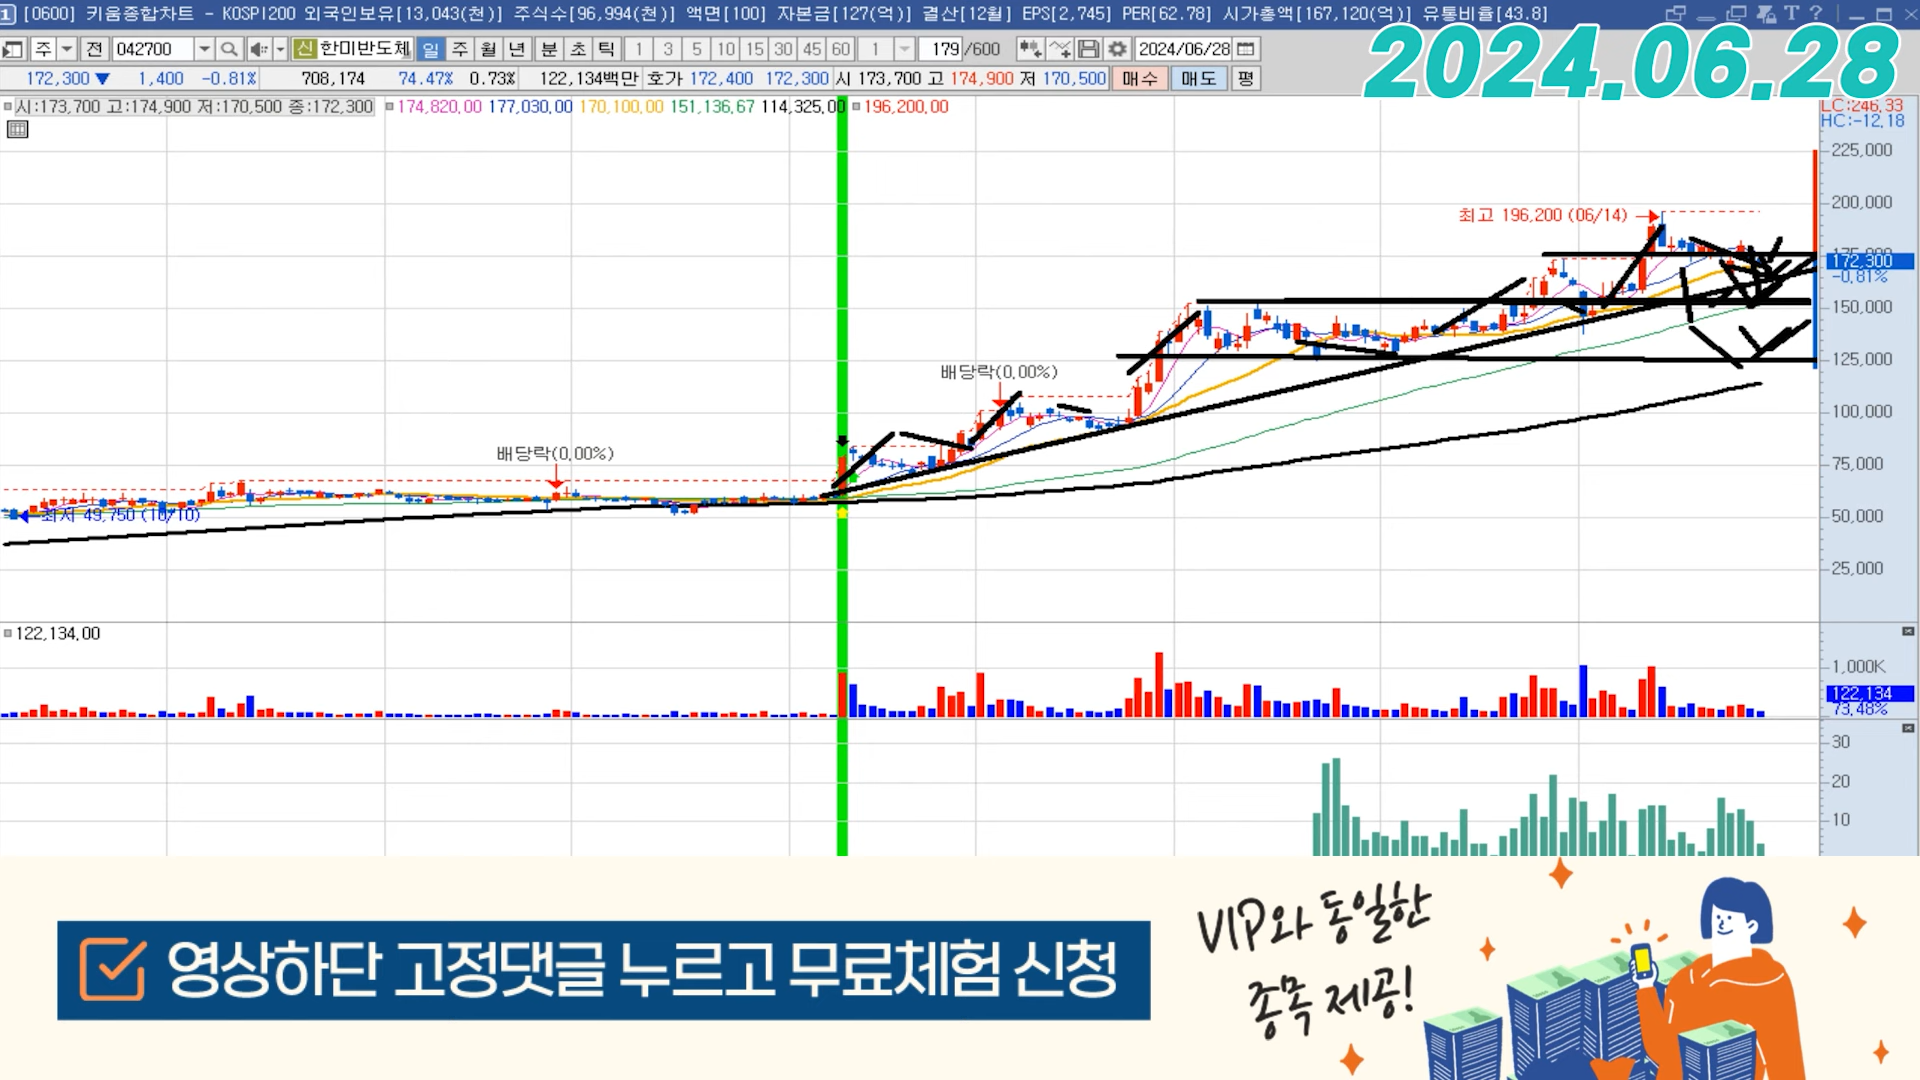 [0600] 키움종합차트 - KOSPI200 외국인보유[13,043(천)] 주식수[96,994(천)] 액면[100] 자본금[127(억)] 결산[12월] EPS[2,745] PER[62.78] 시가총액[167,120(억)] 유통비율[43.8]
주 전 042700 신 한미반도체 일 주 월 년 분 초 틱 1 3 5 10 15 30 45 60 1 179 /600 2024/06/28
2024.06.28
172,300 ▼ 1,400 -0.81% 708,174 74.47% 0.73% 122,134백만 호가 172,400 172,300 시 173,700 고 174,900 저 170,500 매수 매도 평
시:173,700 고:174,900 저:170,500 종:172,300 174,820.00 177,030.00 170,100.00 151,136.67 114,325.00 196,200.00
LC:246.33
HC:-12.18
225,000
200,000
최고 196,200 (06/14)
175,000
172,300
-0.81%
150,000
125,000
배당락(0.00%)
100,000
배당락(0.00%)
75,000
최저 49,750 (10/10)
50,000
25,000
122,134.00
1,000K
122,134
73.48%
30
20
10
영상하단 고정댓글 누르고 무료체험 신청
VIP와 동일한
종목 제공!